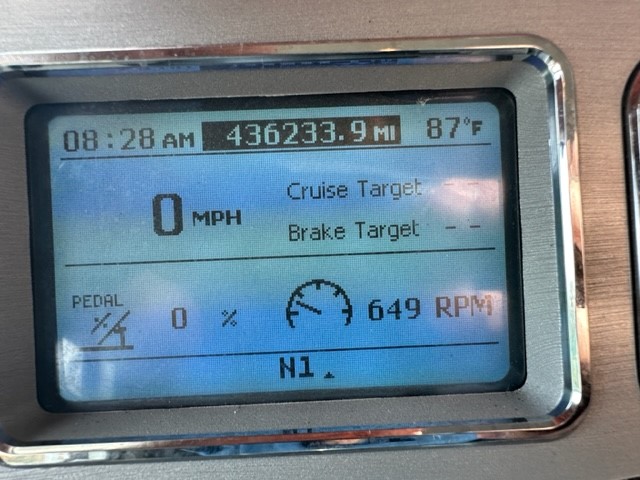 08:28 AM 436233.9 MI 87°F
0 MPH
Cruise Target --
Brake Target --
PEDAL
0 % 649 RPM
N1